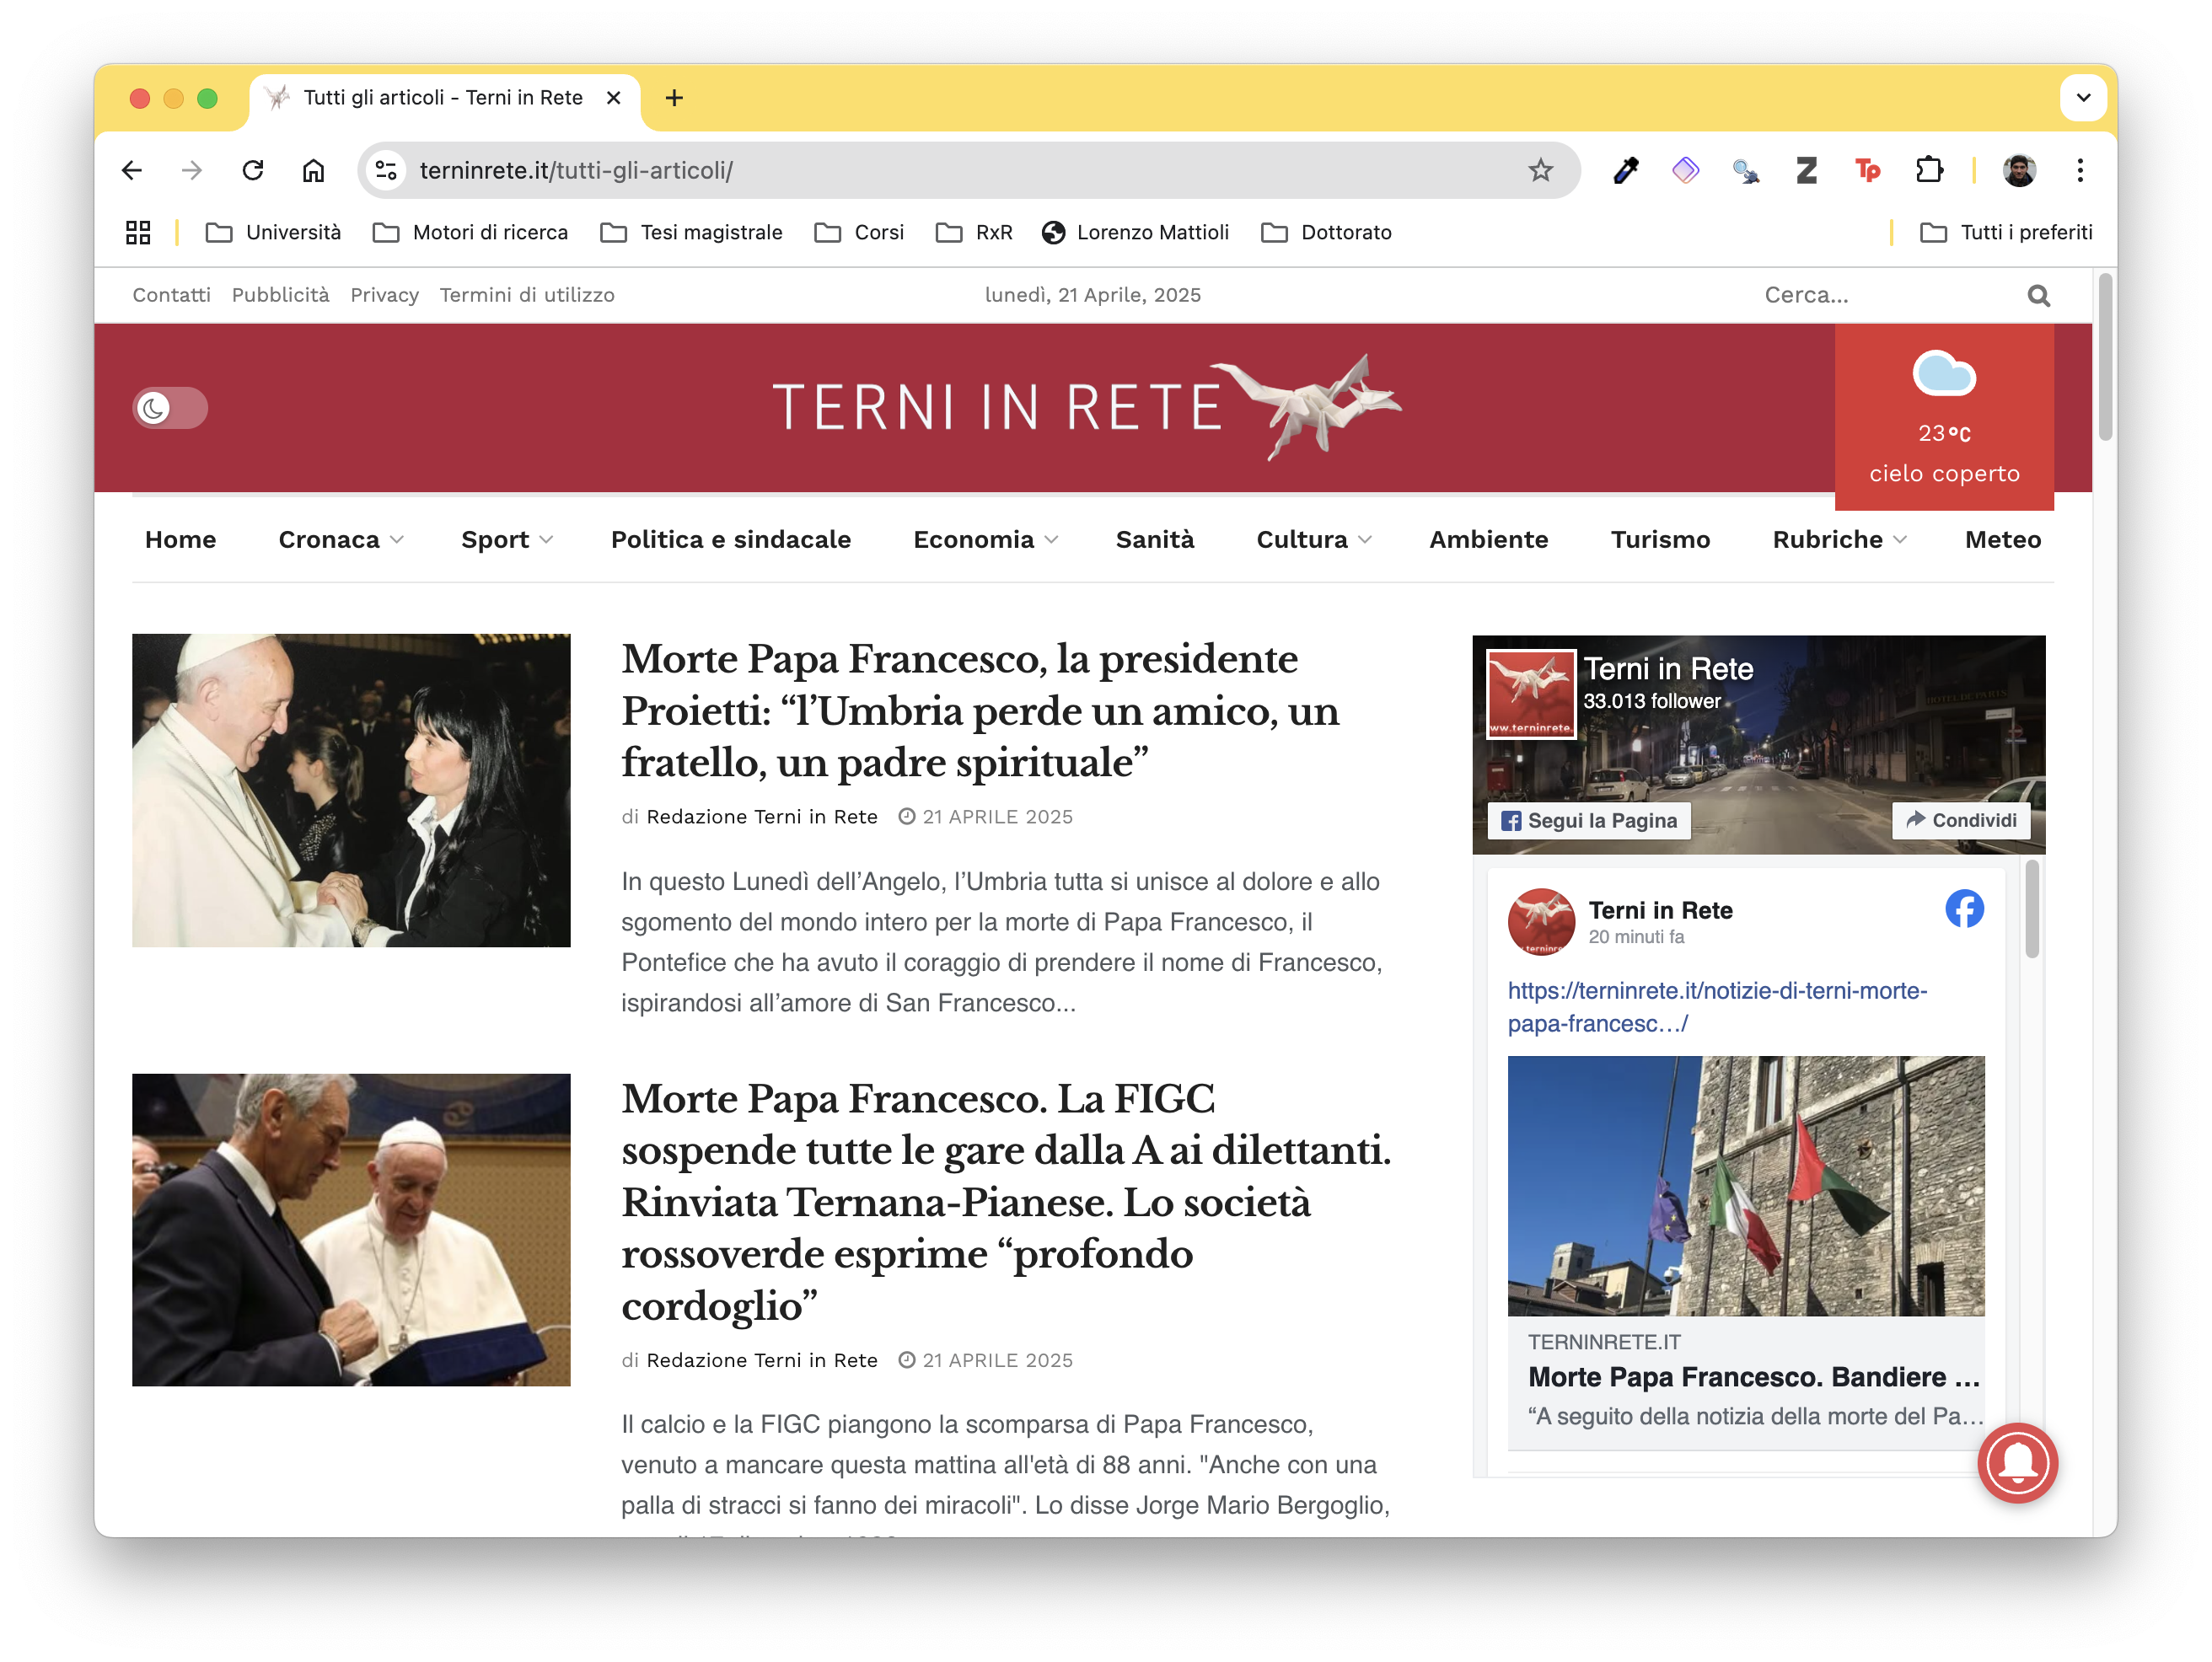 Tutti gli articoli - Terni in Rete
terninrete.it/tutti-gli-articoli/
Università
Motori di ricerca
Tesi magistrale
Corsi
RxR
Lorenzo Mattioli
Dottorato
Tutti i preferiti
Contatti Pubblicità Privacy Termini di utilizzo
lunedì, 21 Aprile, 2025
Cerca...
TERNI IN RETE
23°C
cielo coperto
Home Cronaca Sport Politica e sindacale Economia Sanità Cultura Ambiente Turismo Rubriche Meteo
Morte Papa Francesco, la presidente
Proietti: “l’Umbria perde un amico, un
fratello, un padre spirituale”
di Redazione Terni in Rete 21 APRILE 2025
In questo Lunedì dell’Angelo, l’Umbria tutta si unisce al dolore e allo
sgomento del mondo intero per la morte di Papa Francesco, il
Pontefice che ha avuto il coraggio di prendere il nome di Francesco,
ispirandosi all’amore di San Francesco...
Morte Papa Francesco. La FIGC
sospende tutte le gare dalla A ai dilettanti.
Rinviata Ternana-Pianese. Lo società
rossoverde esprime “profondo
cordoglio”
di Redazione Terni in Rete 21 APRILE 2025
Il calcio e la FIGC piangono la scomparsa di Papa Francesco,
venuto a mancare questa mattina all'età di 88 anni. "Anche con una
palla di stracci si fanno dei miracoli". Lo disse Jorge Mario Bergoglio,
Terni in Rete
33.013 follower
ww.terninrete.
Segui la Pagina
Condividi
Terni in Rete
20 minuti fa
https://terninrete.it/notizie-di-terni-morte-
papa-francesc…/
TERNINRETE.IT
Morte Papa Francesco. Bandiere ...
“A seguito della notizia della morte del Pa...